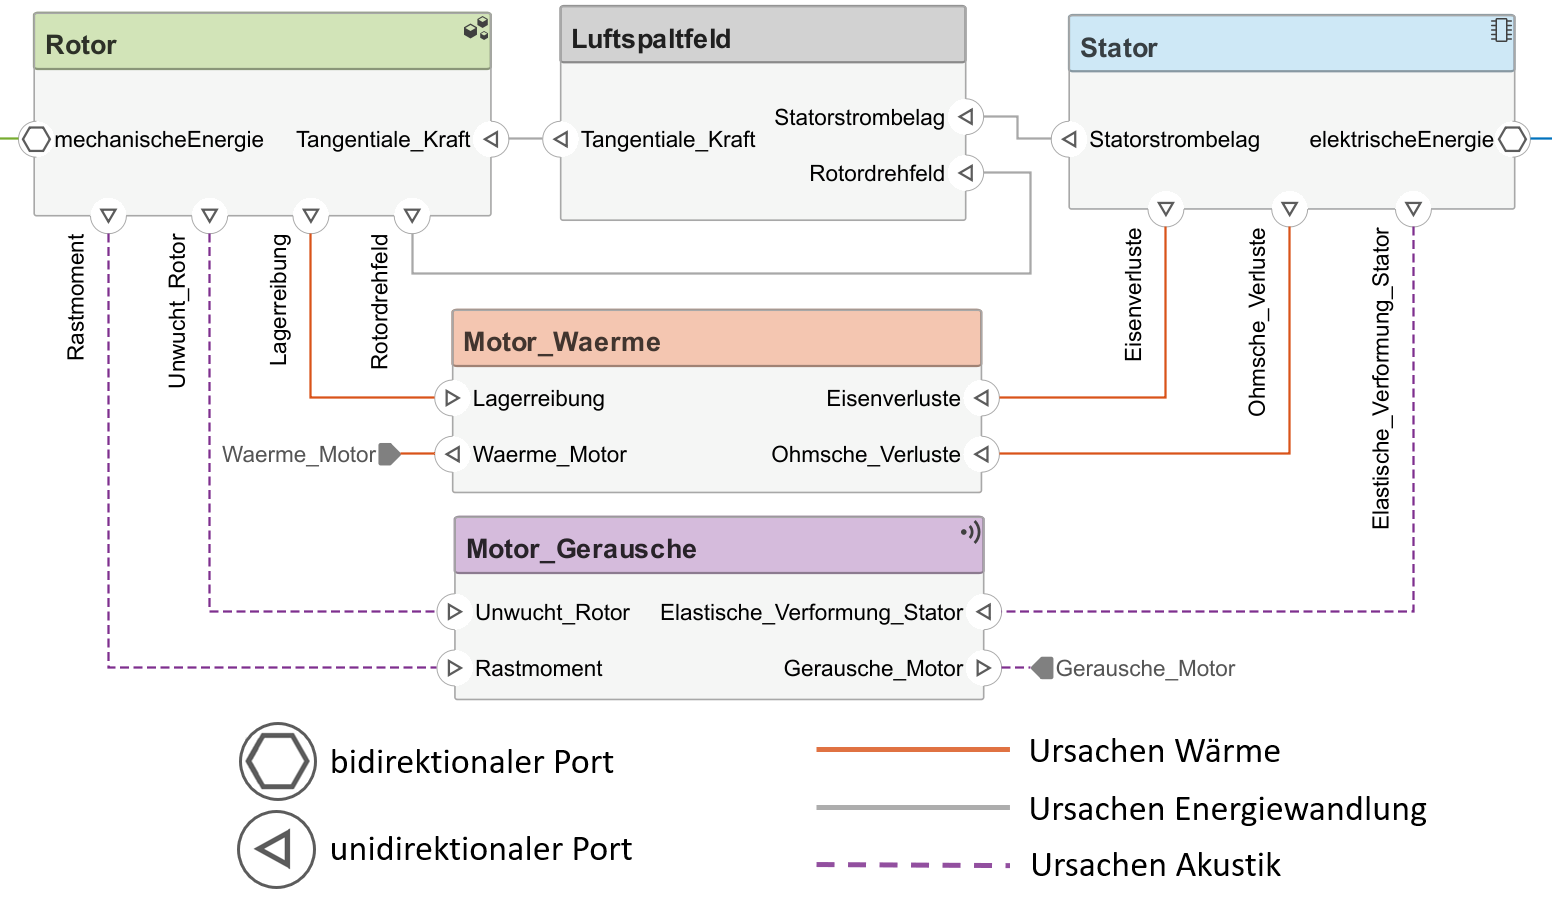 Rotor
mechanischeEnergie
Tangentiale_Kraft
Rastmoment
Unwucht_Rotor
Lagerreibung
Rotordrehfeld
Luftspaltfeld
Statorstrombelag
Tangentiale_Kraft
Rotordrehfeld
Stator
Statorstrombelag
elektrischeEnergie
Eisenverluste
Ohmsche_Verluste
Elastische_Verformung_Stator
Motor_Waerme
Lagerreibung
Eisenverluste
Waerme_Motor
Waerme_Motor
Ohmsche_Verluste
Motor_Gerausche
Unwucht_Rotor
Elastische_Verformung_Stator
Rastmoment
Gerausche_Motor
Gerausche_Motor
bidirektionaler Port
unidirektionaler Port
Ursachen Wärme
Ursachen Energiewandlung
Ursachen Akustik